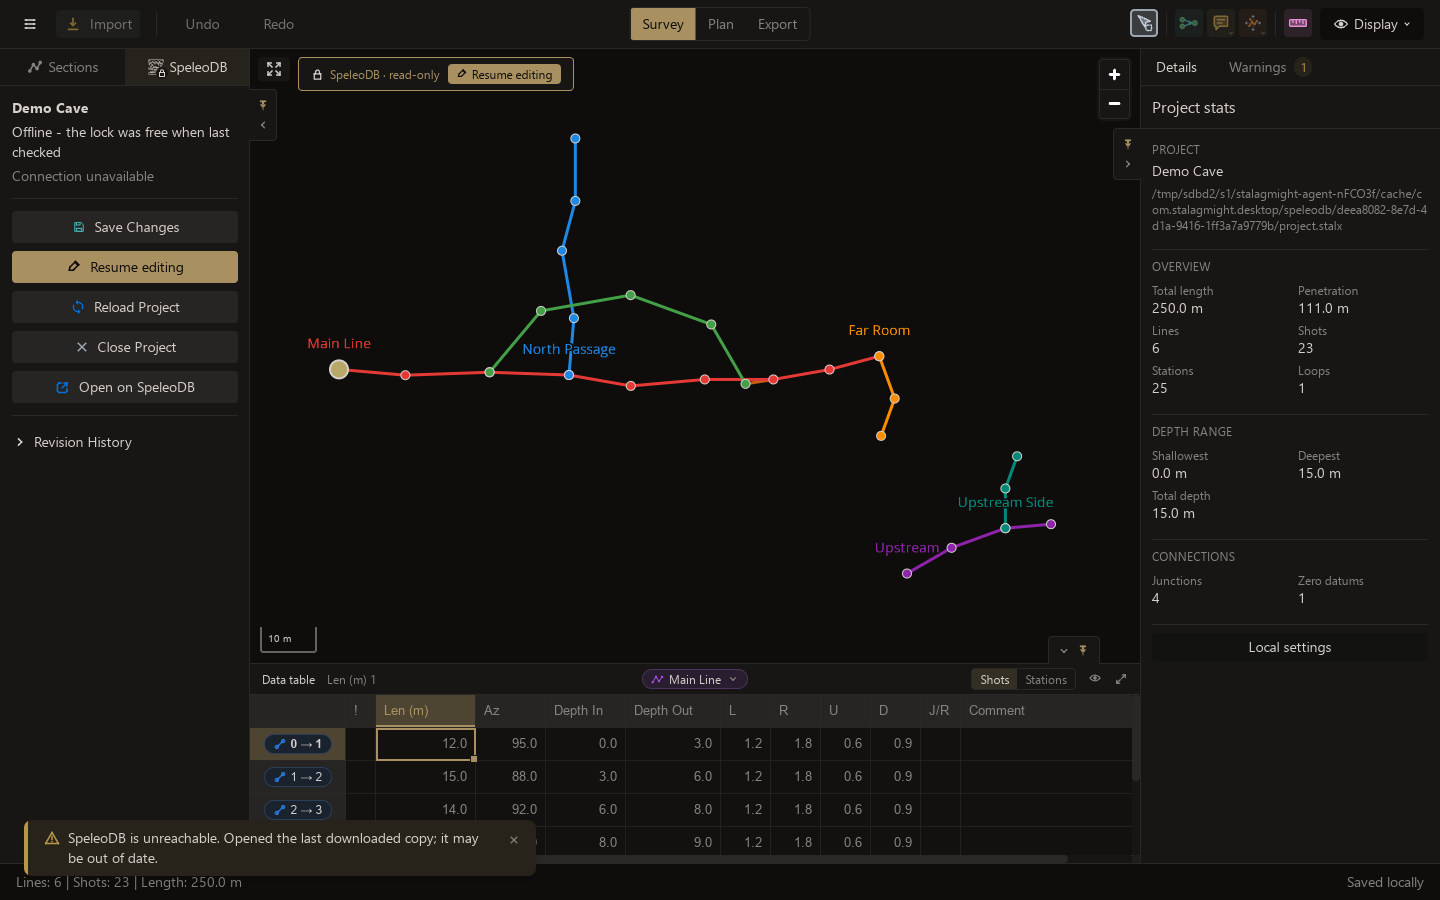 Import
Undo
Redo
Survey
Plan
Export
Display
Sections
SpeleoDB
SpeleoDB · read-only
Resume editing
Details
Warnings 1
Demo Cave
Offline - the lock was free when last
checked
Connection unavailable
Save Changes
Resume editing
Reload Project
Close Project
Open on SpeleoDB
Revision History
Main Line
North Passage
Far Room
Upstream Side
Upstream
10 m
Project stats
PROJECT
Demo Cave
/tmp/sdbd2/s1/stalagmight-agent-nFCO3f/cache/c
om.stalagmight.desktop/speleodb/deea8082-8e7d-4
d1a-9416-1ff3a7a9779b/project.stalx
OVERVIEW
Total length Penetration
250.0 m 111.0 m
Lines Shots
6 23
Stations Loops
25 1
DEPTH RANGE
Shallowest Deepest
0.0 m 15.0 m
Total depth
15.0 m
CONNECTIONS
Junctions Zero datums
4 1
Local settings
Data table Len (m) 1 Main Line Shots Stations
! Len (m) Az Depth In Depth Out L R U D J/R Comment
0→1 12.0 95.0 0.0 3.0 1.2 1.8 0.6 0.9
1→2 15.0 88.0 3.0 6.0 1.2 1.8 0.6 0.9
2→3 14.0 92.0 6.0 8.0 1.2 1.8 0.6 0.9
8.0 9.0 1.2 1.8 0.6 0.9
SpeleoDB is unreachable. Opened the last downloaded copy; it may
be out of date.
Lines: 6 | Shots: 23 | Length: 250.0 m
Saved locally